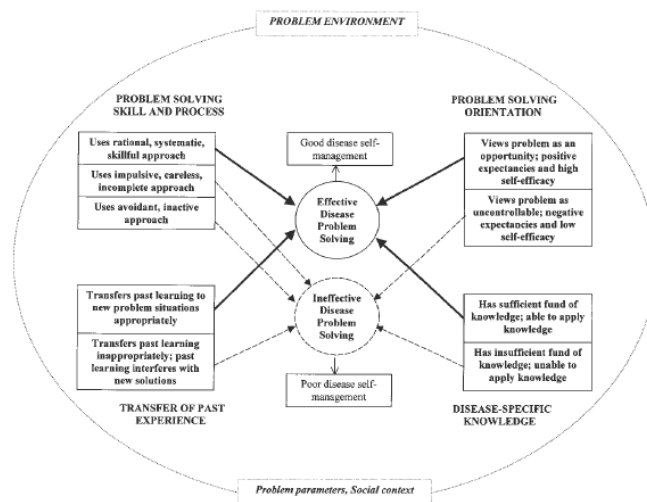 PROBLEM ENVIRONMENT
PROBLEM SOLVING
SKILL AND PROCESS
Uses rational, systematic,
skillful approach
Uses impulsive, careless,
incomplete approach
Uses avoidant, inactive
approach
Good disease self-
management
PROBLEM SOLVING
ORIENTATION
Views problem as an
opportunity; positive
expectancies and high
self-efficacy
Views problem as
uncontrollable; negative
expectancies and low
self-efficacy
Effective
Disease
Problem
Solving
Ineffective
Disease
Problem
Solving
Transfers past learning to
new problem situations
appropriately
Transfers past learning
inappropriately; past
learning interferes with
new solutions
TRANSFER OF PAST
EXPERIENCE
Poor disease self-
management
Has sufficient fund of
knowledge; able to apply
knowledge
Has insufficient fund of
knowledge; unable to
apply knowledge
DISEASE-SPECIFIC
KNOWLEDGE
Problem parameters, Social context